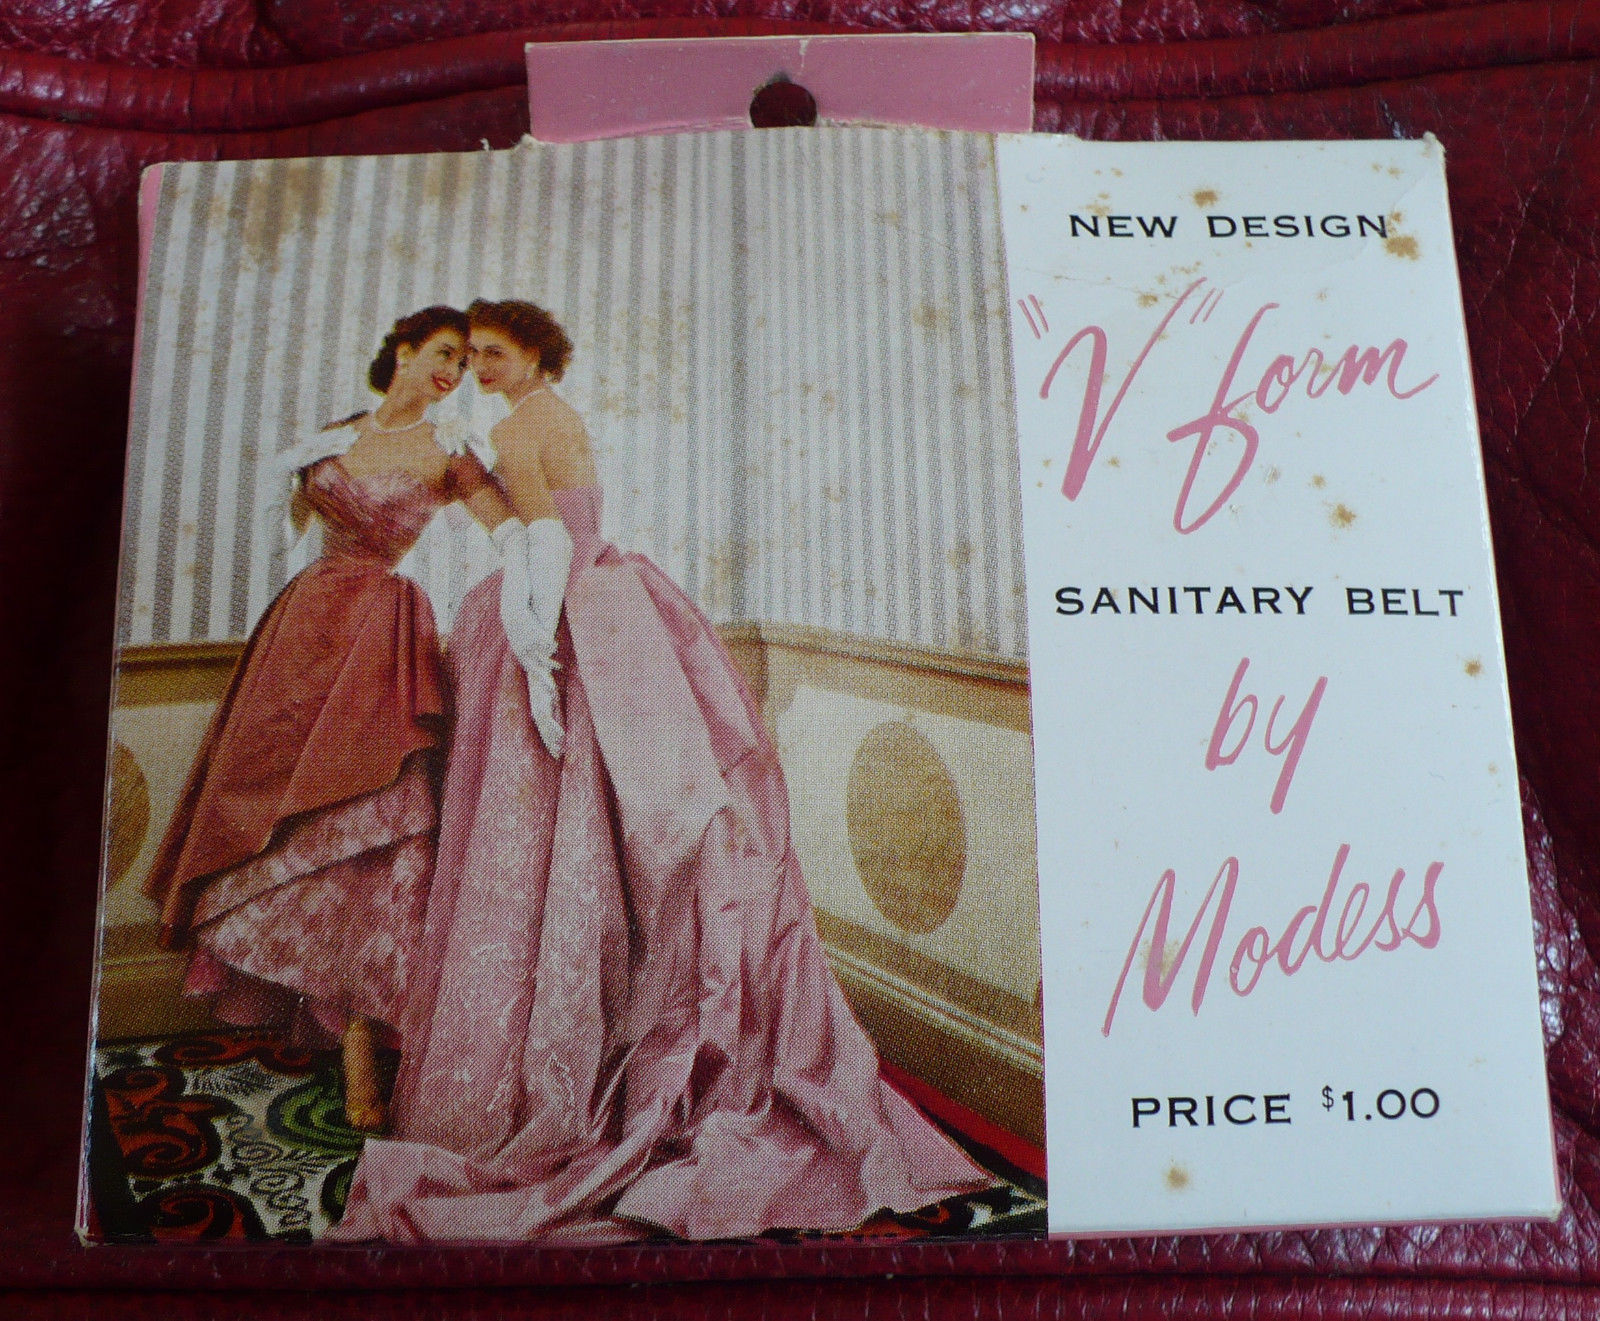 NEW DESIGN
"V" form
SANITARY BELT
by
Modess
PRICE $1.00